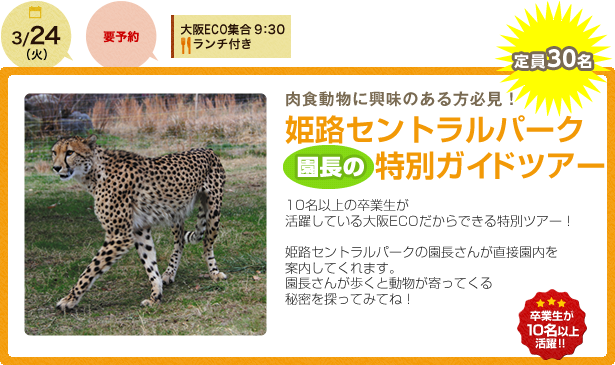 3/24
(火)
要予約
大阪ECO集合 9:30
ランチ付き
定員30名
肉食動物に興味のある方必見！
姫路セントラルパーク
園長の特別ガイドツアー
10名以上の卒業生が
活躍している大阪ECOだからできる特別ツアー！
姫路セントラルパークの園長さんが直接園内を
案内してくれます。
園長さんが歩くと動物が寄ってくる
秘密を探ってみてね！
卒業生が
10名以上
活躍!!